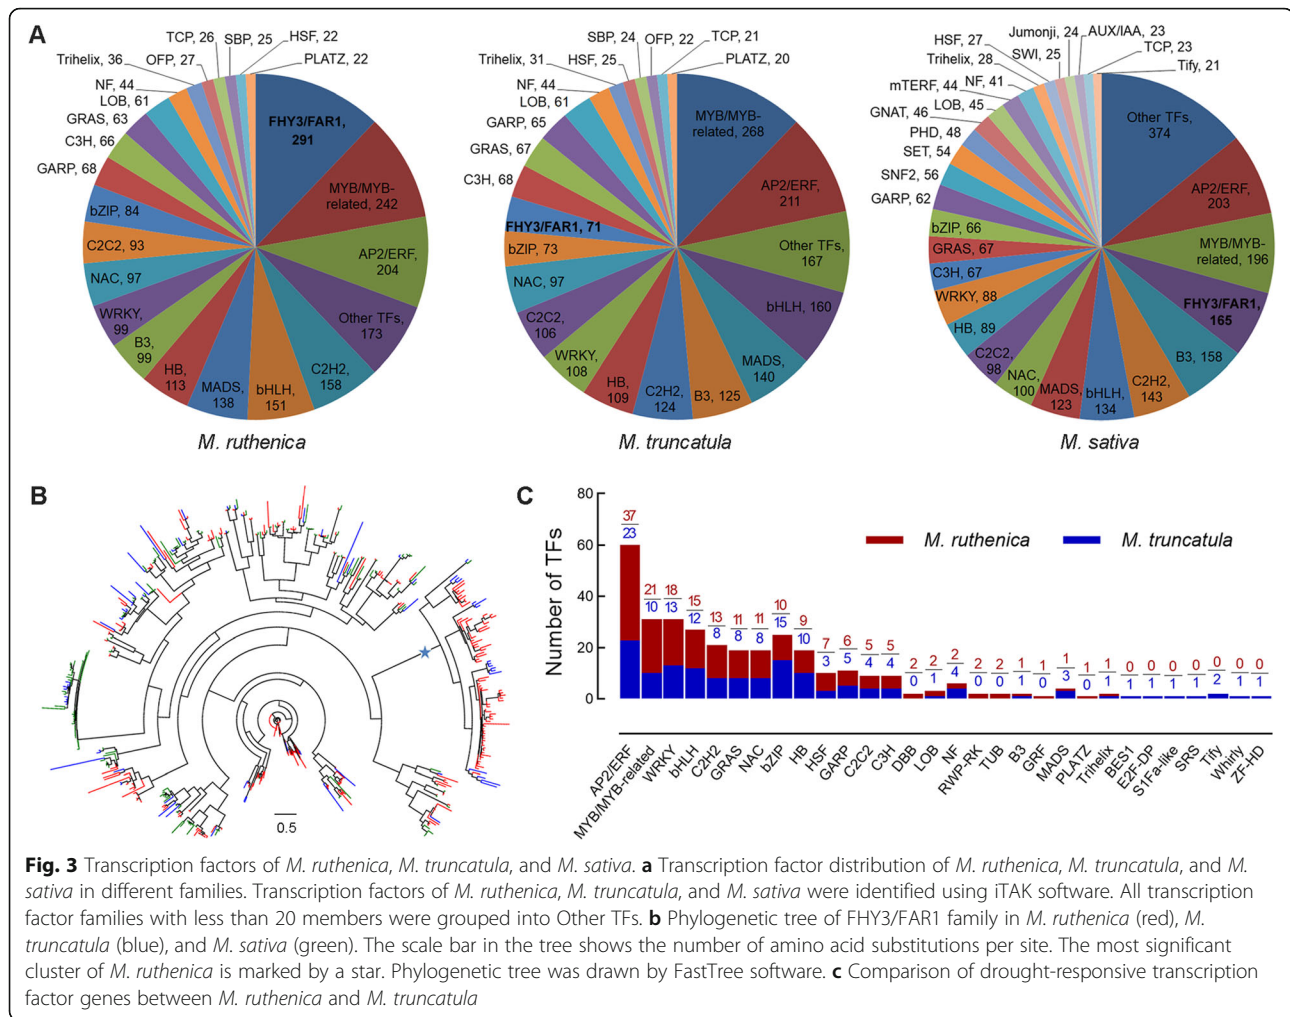 A
FHY3/FAR1,
291
MYB/MYB-
related, 242
AP2/ERF,
204
Other TFs,
173
C2H2,
158
bHLH,
151
MADS,
138
HB,
113
B3,
99
WRKY,
99
NAC, 97
C2C2, 93
bZIP, 84
GARP, 68
C3H, 66
GRAS, 63
LOB, 61
NF, 44
Trihelix, 36
OFP, 27
TCP, 26
SBP, 25
HSF, 22
PLATZ, 22
M. ruthenica
MYB/MYB-
related, 268
AP2/ERF,
211
Other TFs,
167
bHLH, 160
MADS,
140
B3, 125
C2H2,
124
HB,
109
WRKY,
108
C2C2,
106
NAC, 97
bZIP, 73
FHY3/FAR1, 71
C3H, 68
GRAS, 67
GARP, 65
LOB, 61
NF, 44
Trihelix, 31
HSF, 25
SBP, 24
OFP, 22
TCP, 21
PLATZ, 20
M. truncatula
Other TFs,
374
AP2/ERF,
203
MYB/MYB-
related, 196
FHY3/FAR1,
165
B3, 158
C2H2,
143
bHLH,
134
MADS,
123
NAC,
100
C2C2,
98
HB, 89
WRKY, 88
C3H, 67
GRAS, 67
bZIP, 66
GARP, 62
SNF2, 56
SET, 54
PHD, 48
GNAT, 46
LOB, 45
mTERF, 44
NF, 41
Trihelix, 28
HSF, 27
SWI, 25
Jumonji, 24
AUX/IAA, 23
TCP, 23
Tify, 21
M. sativa
B
0.5
C
Number of TFs
80
60
40
20
0
M. ruthenica
M. truncatula
37
23
21
10
18
13
15
12
13
8
11
8
11
8
10
15
9
10
7
3
6
5
5
4
5
4
2
0
2
1
2
4
2
0
2
0
1
1
1
0
1
3
1
0
1
1
0
1
0
1
0
1
0
1
0
2
0
1
0
1
AP2/ERF
MYB/MYB-related
WRKY
bHLH
C2H2
GRAS
NAC
bZIP
HB
HSF
GARP
C2C2
C3H
DBB
LOB
NF
RWP-RK
TUB
B3
GRF
MADS
PLATZ
Trihelix
BES1
E2F-DP
S1Fa-like
SRS
Tify
Whirly
ZF-HD
Fig. 3 Transcription factors of M. ruthenica, M. truncatula, and M. sativa. a Transcription factor distribution of M. ruthenica, M. truncatula, and M.
sativa in different families. Transcription factors of M. ruthenica, M. truncatula, and M. sativa were identified using iTAK software. All transcription
factor families with less than 20 members were grouped into Other TFs. b Phylogenetic tree of FHY3/FAR1 family in M. ruthenica (red), M.
truncatula (blue), and M. sativa (green). The scale bar in the tree shows the number of amino acid substitutions per site. The most significant
cluster of M. ruthenica is marked by a star. Phylogenetic tree was drawn by FastTree software. c Comparison of drought-responsive transcription
factor genes between M. ruthenica and M. truncatula